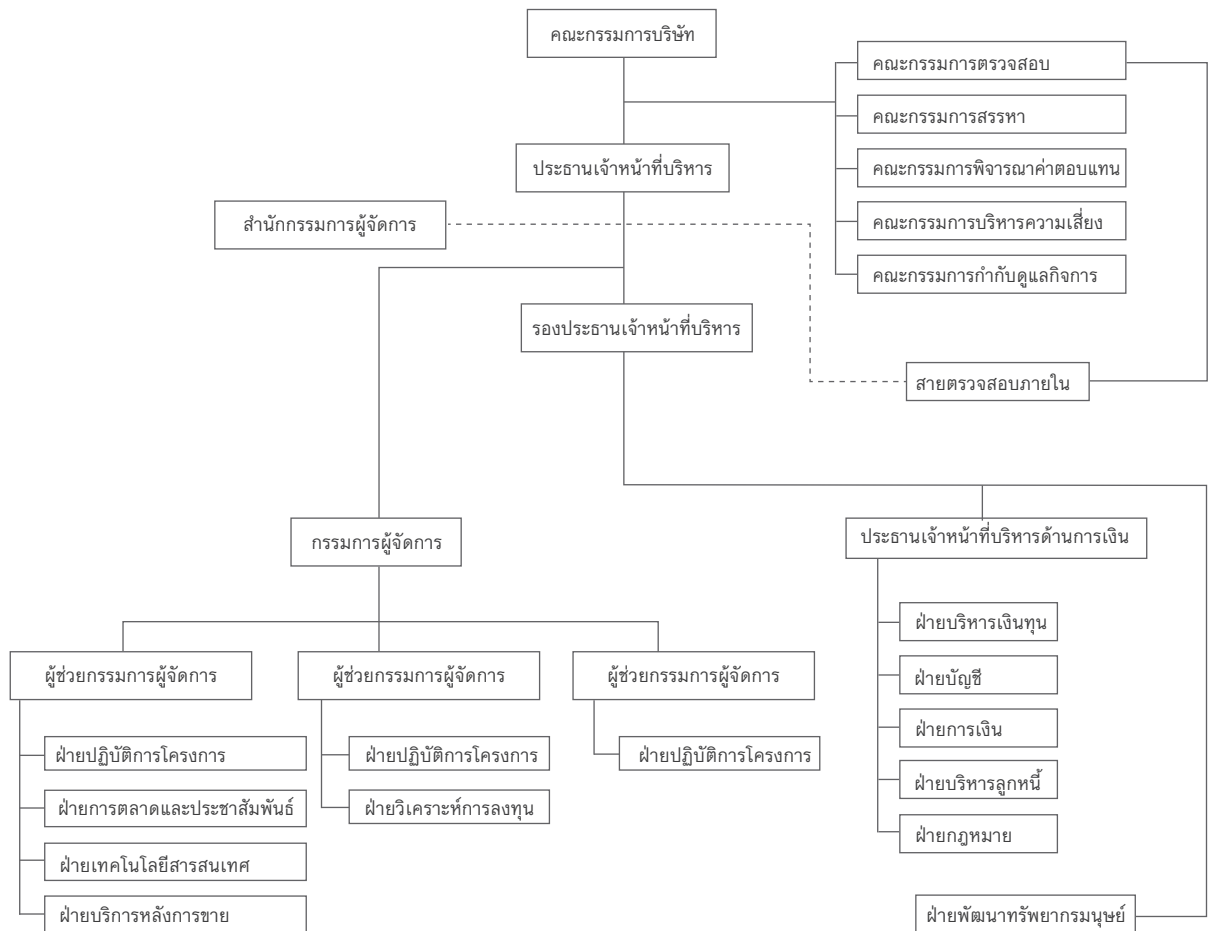 คณะกรรมการบริษัท
คณะกรรมการตรวจสอบ
คณะกรรมการสรรหา
ประธานเจ้าหน้าที่บริหาร
คณะกรรมการพิจารณาค่าตอบแทน
สำนักกรรมการผู้จัดการ
คณะกรรมการบริหารความเสี่ยง
คณะกรรมการกำกับดูแลกิจการ
รองประธานเจ้าหน้าที่บริหาร
สายตรวจสอบภายใน
กรรมการผู้จัดการ
ประธานเจ้าหน้าที่บริหารด้านการเงิน
ผู้ช่วยกรรมการผู้จัดการ
ฝ่ายปฏิบัติการโครงการ
ฝ่ายการตลาดและประชาสัมพันธ์
ฝ่ายเทคโนโลยีสารสนเทศ
ฝ่ายบริการหลังการขาย
ผู้ช่วยกรรมการผู้จัดการ
ฝ่ายปฏิบัติการโครงการ
ฝ่ายวิเคราะห์การลงทุน
ผู้ช่วยกรรมการผู้จัดการ
ฝ่ายปฏิบัติการโครงการ
ฝ่ายบริหารเงินทุน
ฝ่ายบัญชี
ฝ่ายการเงิน
ฝ่ายบริหารลูกหนี้
ฝ่ายกฎหมาย
ฝ่ายพัฒนาทรัพยากรมนุษย์